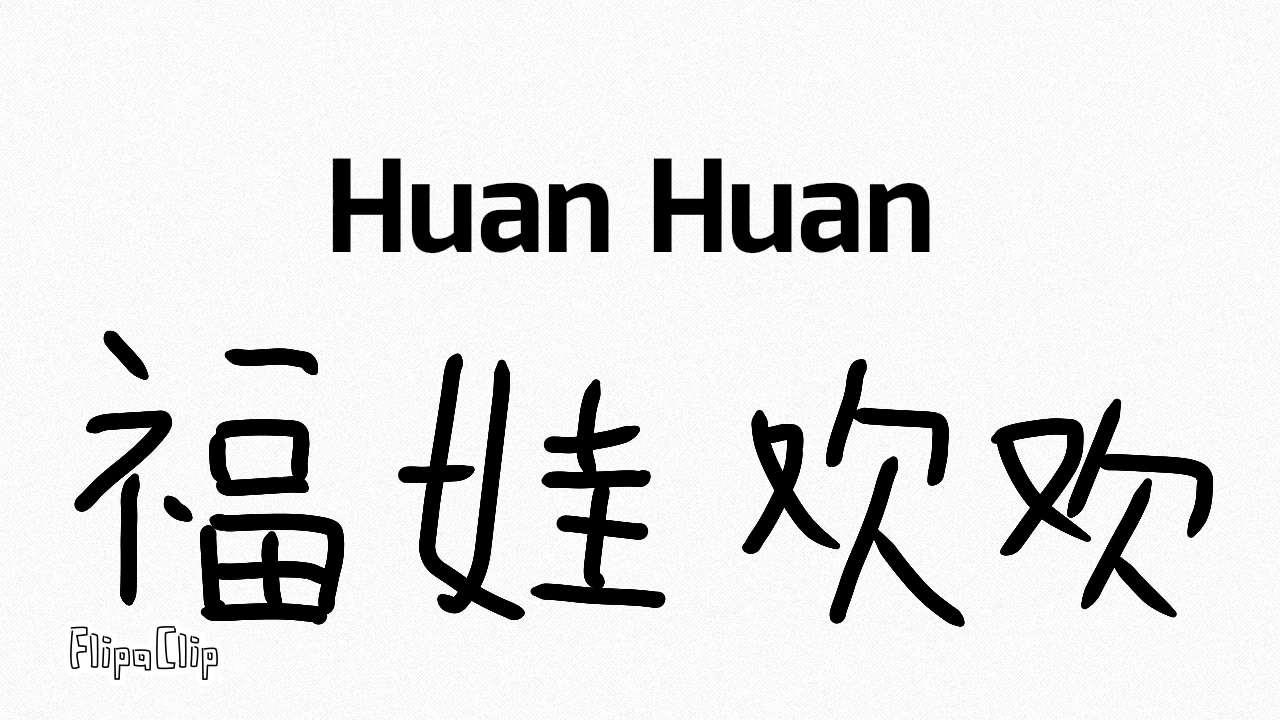 Huan Huan
福娃 欢欢
FlipaClip